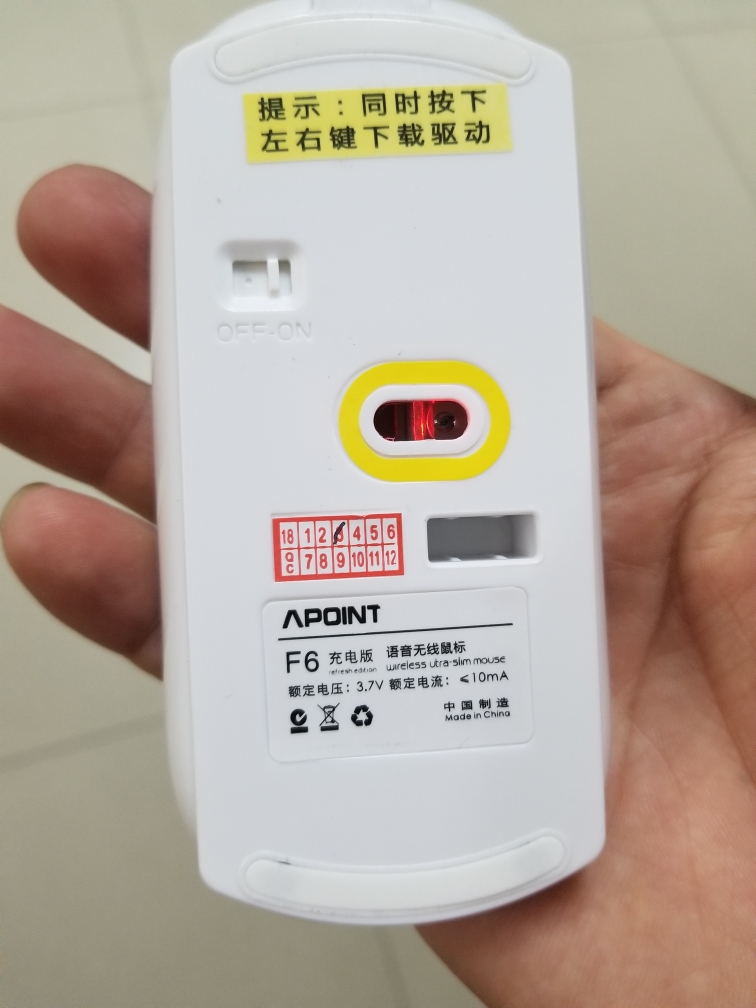 提示：同时按下
左右键下载驱动
OFF-ON
18 1 2 3 4 5 6
QC 7 8 9 10 11 12
APOINT
F6 充电版 语音无线鼠标
refresh edition wireless utra-slim mouse
额定电压：3.7V 额定电流：≤10mA
中国制造
Made in China